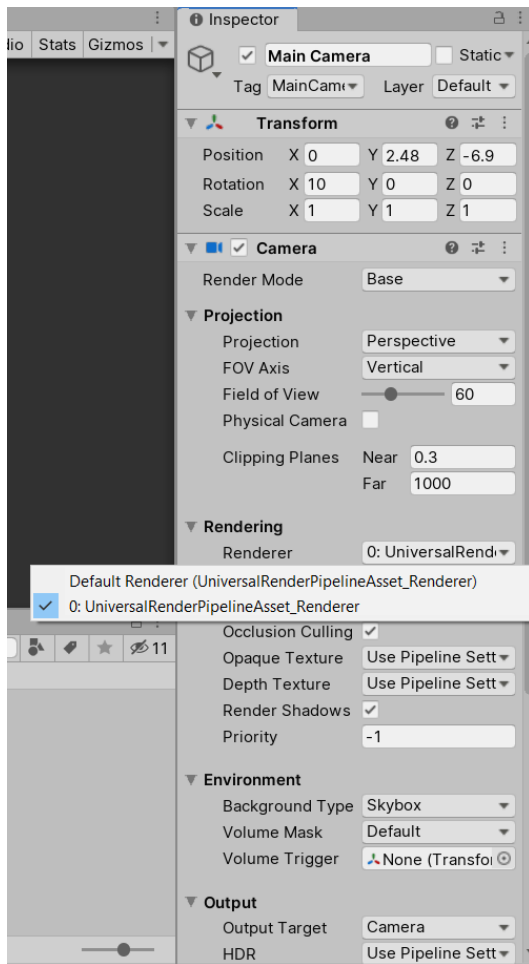 Inspector
Stats Gizmos
Main Camera Static
Tag MainCame Layer Default
Transform
Position X 0 Y 2.48 Z -6.9
Rotation X 10 Y 0 Z 0
Scale X 1 Y 1 Z 1
Camera
Render Mode Base
Projection
Projection Perspective
FOV Axis Vertical
Field of View 60
Physical Camera
Clipping Planes Near 0.3
Far 1000
Rendering
Renderer 0: UniversalRend
Default Renderer (UniversalRenderPipelineAsset_Renderer)
0: UniversalRenderPipelineAsset_Renderer
11
Occlusion Culling
Opaque Texture Use Pipeline Sett
Depth Texture Use Pipeline Sett
Render Shadows
Priority -1
Environment
Background Type Skybox
Volume Mask Default
Volume Trigger None (Transfor
Output
Output Target Camera
HDR Use Pipeline Sett